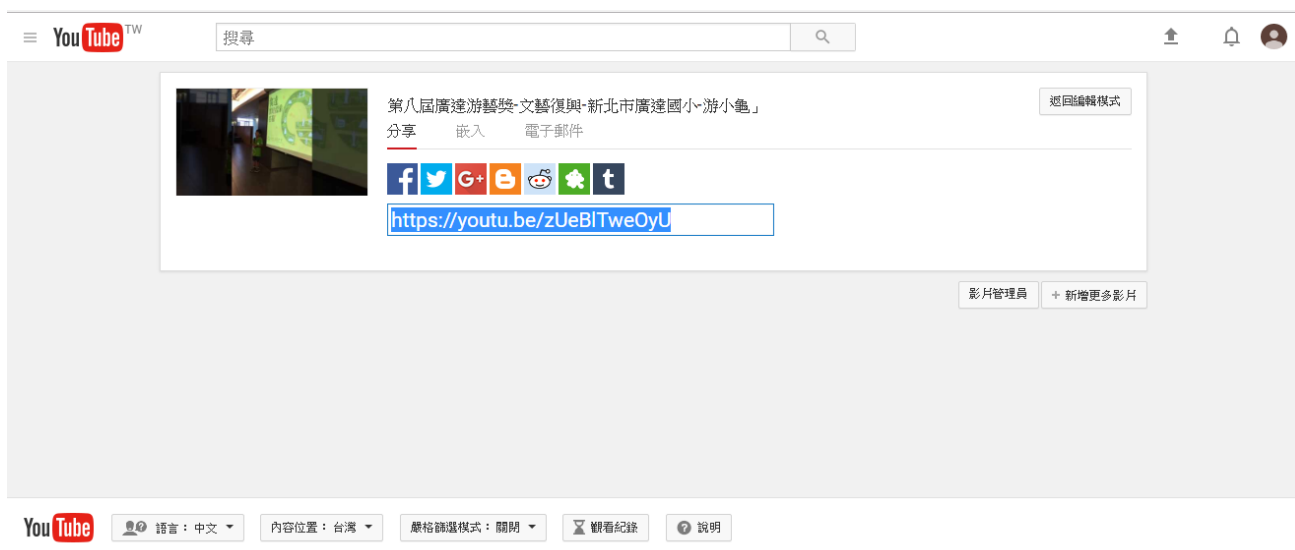 YouTube TW
搜尋
第八屆廣達游藝獎-文藝復興-新北市廣達國小-游小龜」
返回編輯模式
分享 嵌入 電子郵件
https://youtu.be/zUeBlTweOyU
影片管理員 + 新增更多影片
YouTube 語言：中文 內容位置：台灣 嚴格篩選模式：關閉 觀看紀錄 說明